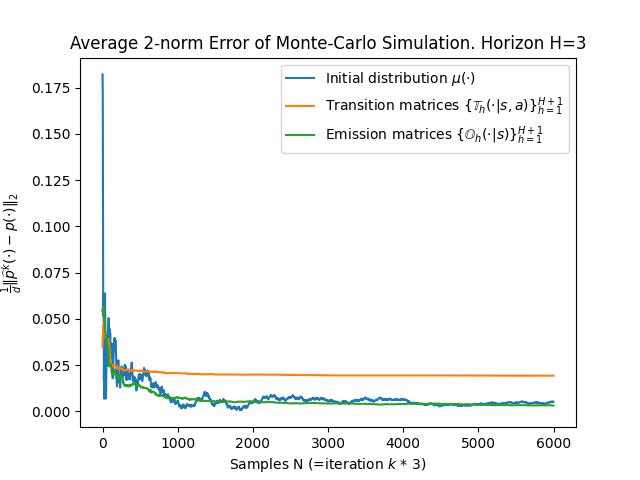 Average 2-norm Error of Monte-Carlo Simulation. Horizon H=3
Initial distribution μ(·)
Transition matrices {𝕋ₕ(·|s, a)}ₕ₌₁ᴴ⁺¹
Emission matrices {𝕆ₕ(·|s)}ₕ₌₁ᴴ⁺¹
0.175
0.150
0.125
0.100
0.075
0.050
0.025
0.000
1/d ‖p̂ᵏ(·) − p(·)‖₂
0 1000 2000 3000 4000 5000 6000
Samples N (=iteration k * 3)